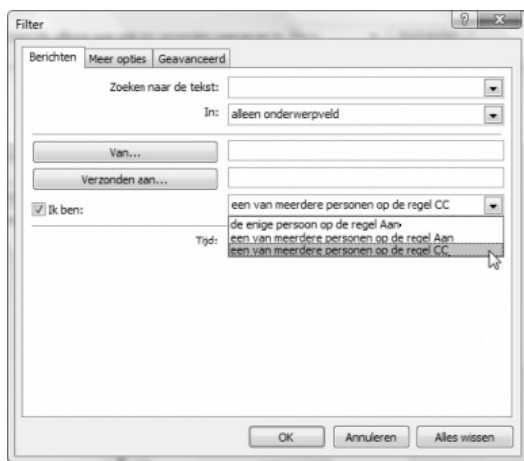 Filter
Berichten Meer opties Geavanceerd
Zoeken naar de tekst:
In: alleen onderwerpveld
Van...
Verzonden aan...
Ik ben: een van meerdere personen op de regel CC
de enige persoon op de regel Aan
Tijd: een van meerdere personen op de regel Aan
een van meerdere personen op de regel CC
OK Annuleren Alles wissen